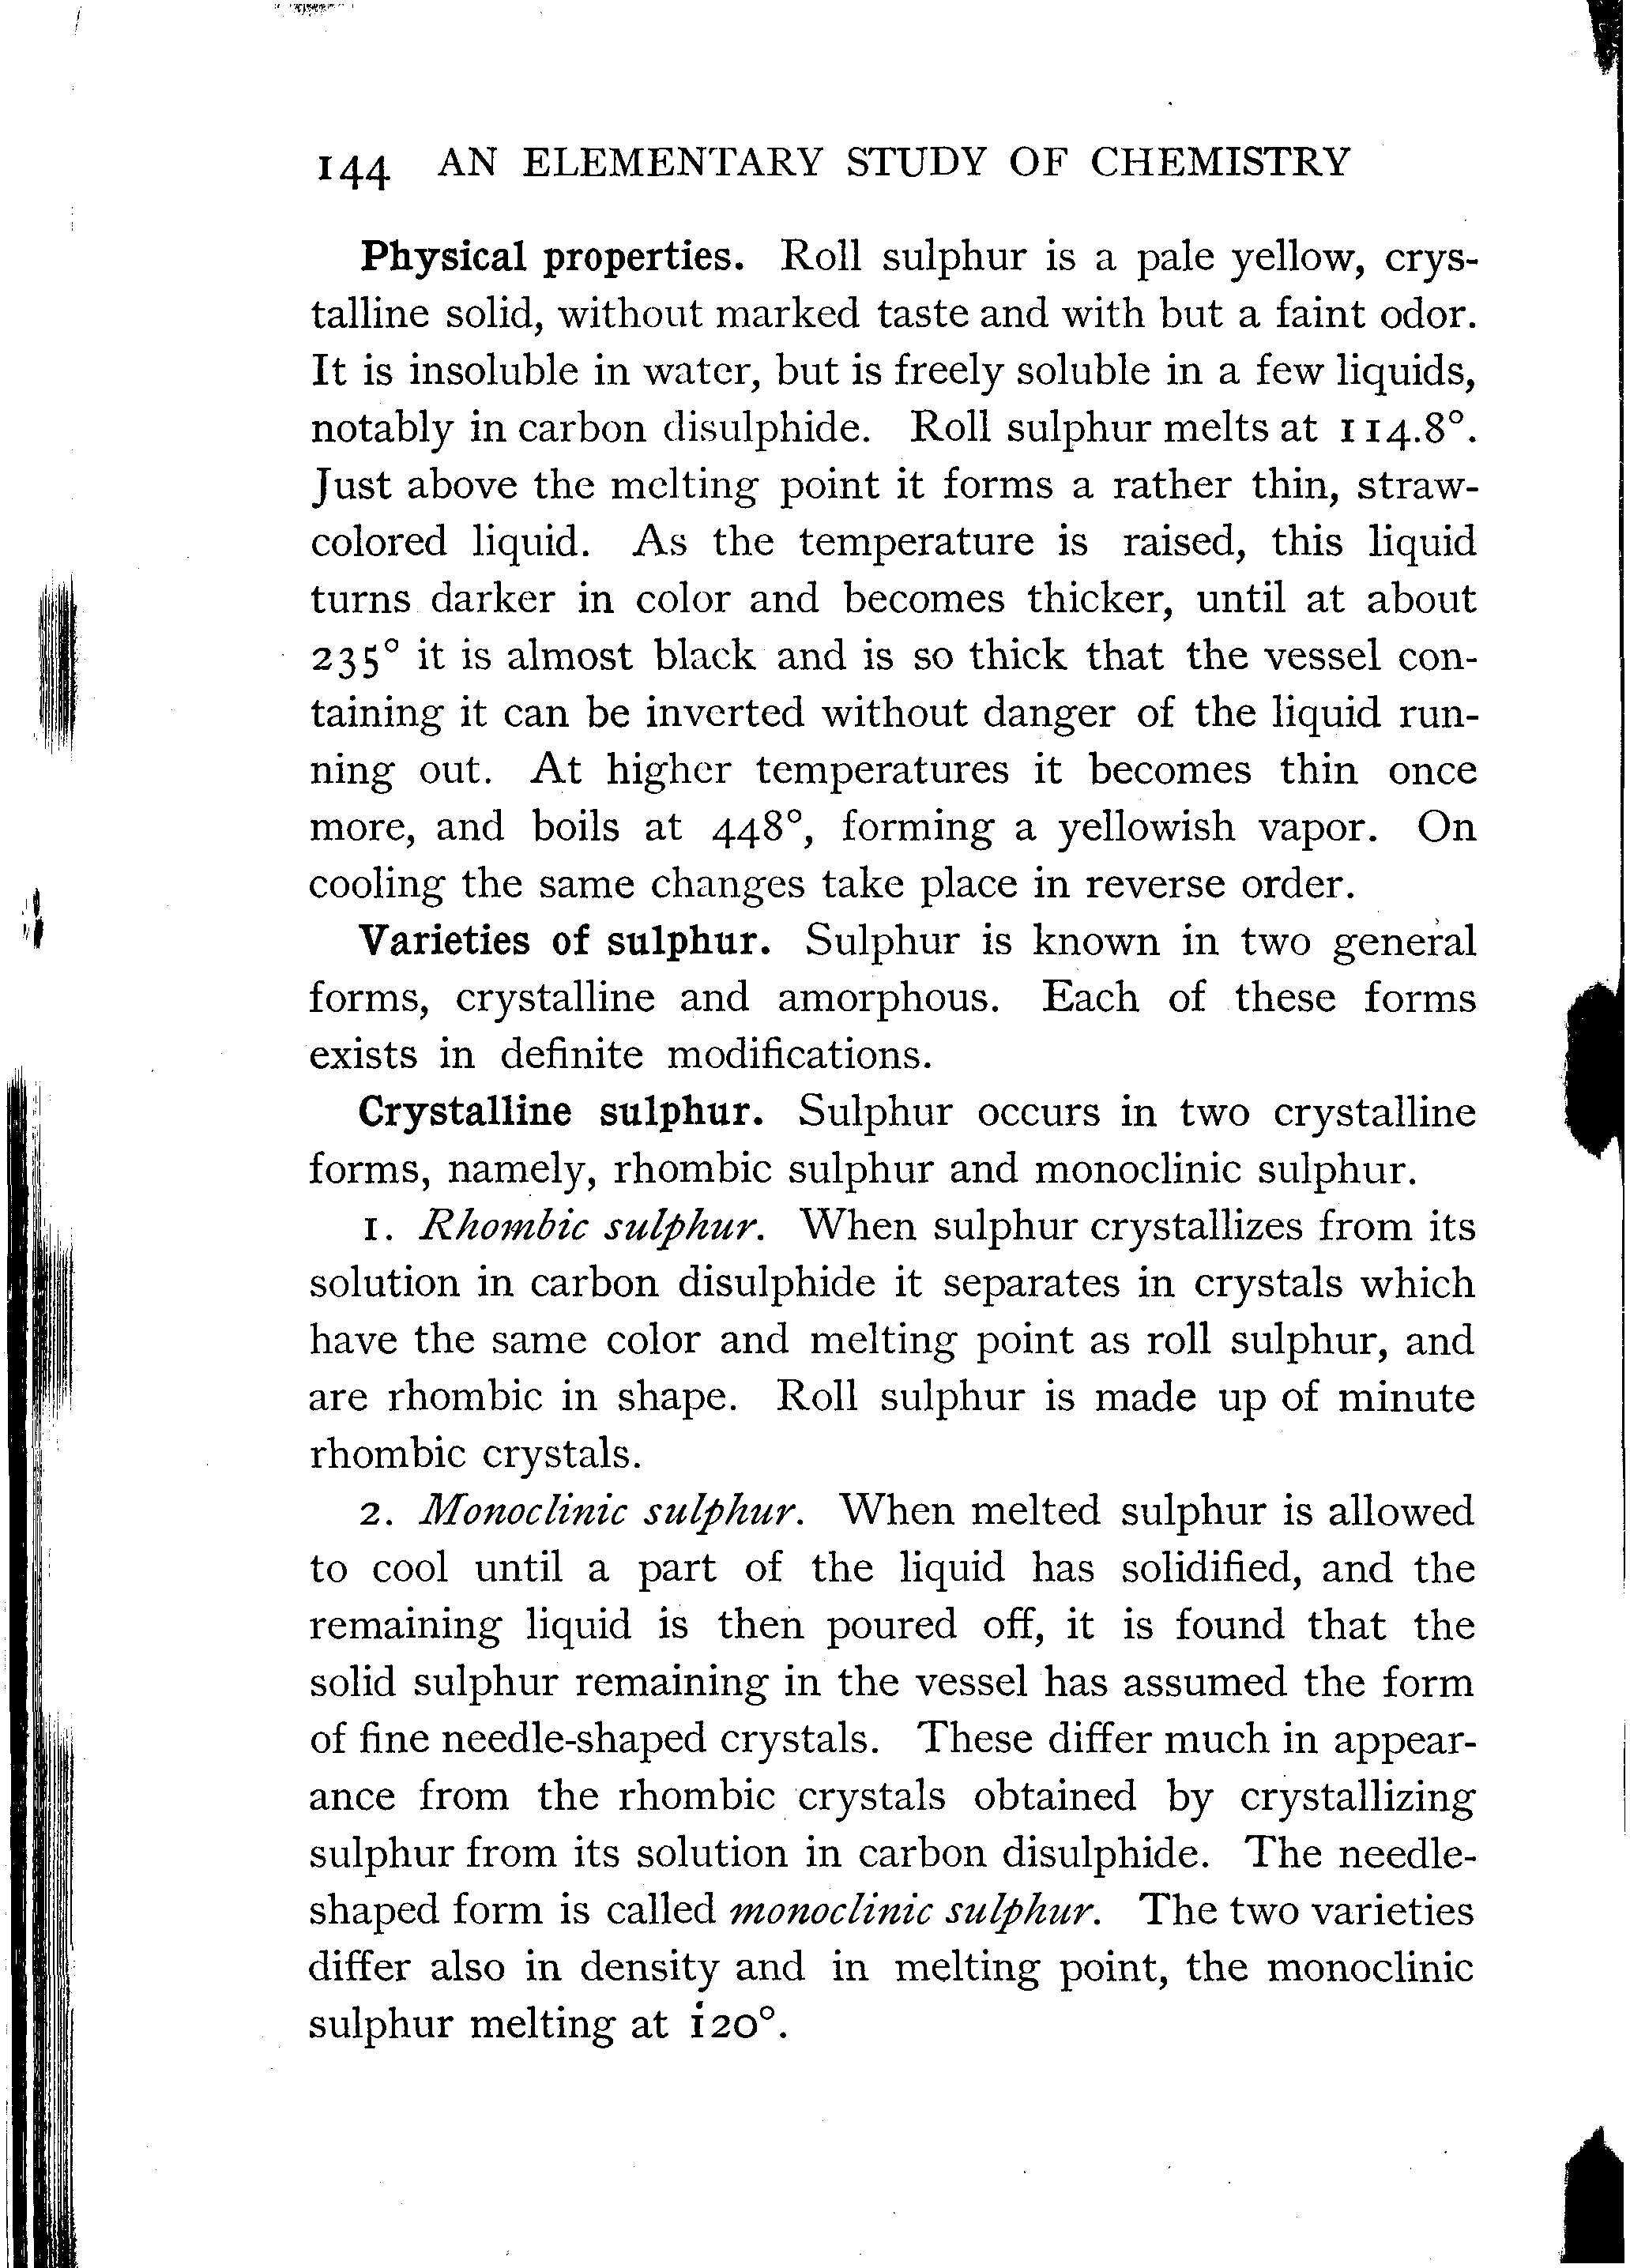 144 AN ELEMENTARY STUDY OF CHEMISTRY
Physical properties. Roll sulphur is a pale yellow, crys-
talline solid, without marked taste and with but a faint odor.
It is insoluble in water, but is freely soluble in a few liquids,
notably in carbon disulphide. Roll sulphur melts at 114.8°.
Just above the melting point it forms a rather thin, straw-
colored liquid. As the temperature is raised, this liquid
turns darker in color and becomes thicker, until at about
235° it is almost black and is so thick that the vessel con-
taining it can be inverted without danger of the liquid run-
ning out. At higher temperatures it becomes thin once
more, and boils at 448°, forming a yellowish vapor. On
cooling the same changes take place in reverse order.
Varieties of sulphur. Sulphur is known in two general
forms, crystalline and amorphous. Each of these forms
exists in definite modifications.
Crystalline sulphur. Sulphur occurs in two crystalline
forms, namely, rhombic sulphur and monoclinic sulphur.
1. Rhombic sulphur. When sulphur crystallizes from its
solution in carbon disulphide it separates in crystals which
have the same color and melting point as roll sulphur, and
are rhombic in shape. Roll sulphur is made up of minute
rhombic crystals.
2. Monoclinic sulphur. When melted sulphur is allowed
to cool until a part of the liquid has solidified, and the
remaining liquid is then poured off, it is found that the
solid sulphur remaining in the vessel has assumed the form
of fine needle-shaped crystals. These differ much in appear-
ance from the rhombic crystals obtained by crystallizing
sulphur from its solution in carbon disulphide. The needle-
shaped form is called monoclinic sulphur. The two varieties
differ also in density and in melting point, the monoclinic
sulphur melting at 120°.